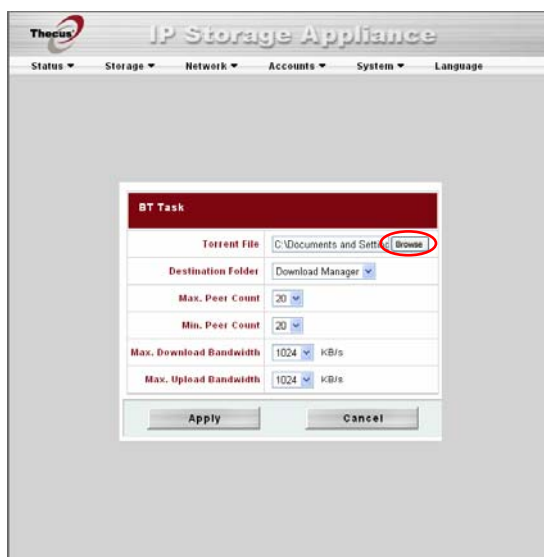 Thecus
IP Storage Appliance
Status Storage Network Accounts System Language
BT Task
Torrent File C:\Documents and Setting Browse
Destination Folder Download Manager
Max. Peer Count 20
Min. Peer Count 20
Max. Download Bandwidth 1024 KB/s
Max. Upload Bandwidth 1024 KB/s
Apply Cancel